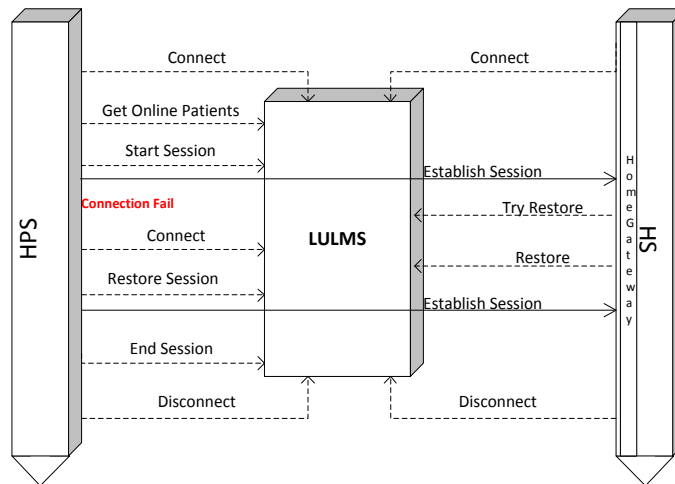 Connect
Connect
Get Online Patients
Start Session
Establish Session
Connection Fail
Try Restore
HPS
LULMS
HomeGateway
HS
Connect
Restore
Restore Session
Establish Session
End Session
Disconnect
Disconnect